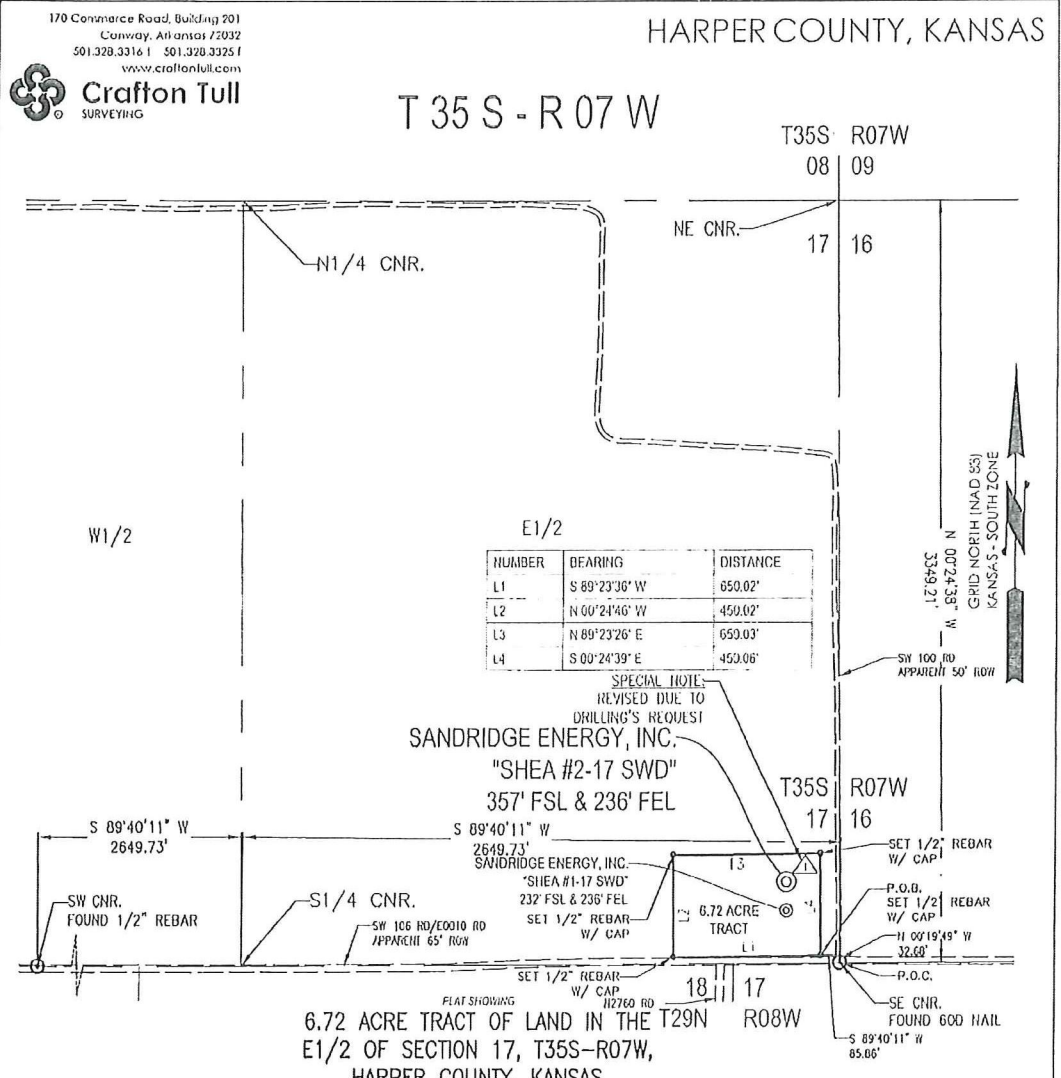 170 Commerce Road, Building 201
Conway, Arkansas 72032
501.328.3316 f 501.328.3325 f
www.craftontull.com
Crafton Tull
SURVEYING
HARPER COUNTY, KANSAS
T 35 S - R 07 W
T35S R07W
08 09
NE CNR.
17 16
N1/4 CNR.
W1/2
E1/2
NUMBER BEARING DISTANCE
L1 S 89°23'36" W 650.02'
L2 N 00°24'46" W 450.02'
L3 N 89°23'26" E 650.03'
L4 S 00°24'39" E 450.06'
N 00°24'38" W
3349.21'
GRID NORTH (NAD 83)
KANSAS - SOUTH ZONE
SW 100 RD
APPARENT 50' ROW
SPECIAL NOTE:
REVISED DUE TO
DRILLING'S REQUEST
SANDRIDGE ENERGY, INC.
"SHEA #2-17 SWD"
357' FSL & 236' FEL
T35S R07W
17 16
S 89°40'11" W
2649.73'
S 89°40'11" W
2649.73'
SANDRIDGE ENERGY, INC.
"SHEA #1-17 SWD"
232' FSL & 236' FEL
SET 1/2" REBAR
W/ CAP
L3
1
SET 1/2" REBAR
W/ CAP
L2
6.72 ACRE
TRACT
L4
L1
P.O.B.
SET 1/2" REBAR
W/ CAP
N 00°19'49" W
32.68'
P.O.C.
SW CNR.
FOUND 1/2" REBAR
S1/4 CNR.
SW 106 RD/E0010 RD
APPARENT 65' ROW
SET 1/2" REBAR
W/ CAP
N2760 RD
18 17
T29N R08W
SE CNR.
FOUND 60D NAIL
S 89°40'11" W
85.86'
PLAT SHOWING
6.72 ACRE TRACT OF LAND IN THE
E1/2 OF SECTION 17, T35S-R07W,
HARPER COUNTY, KANSAS